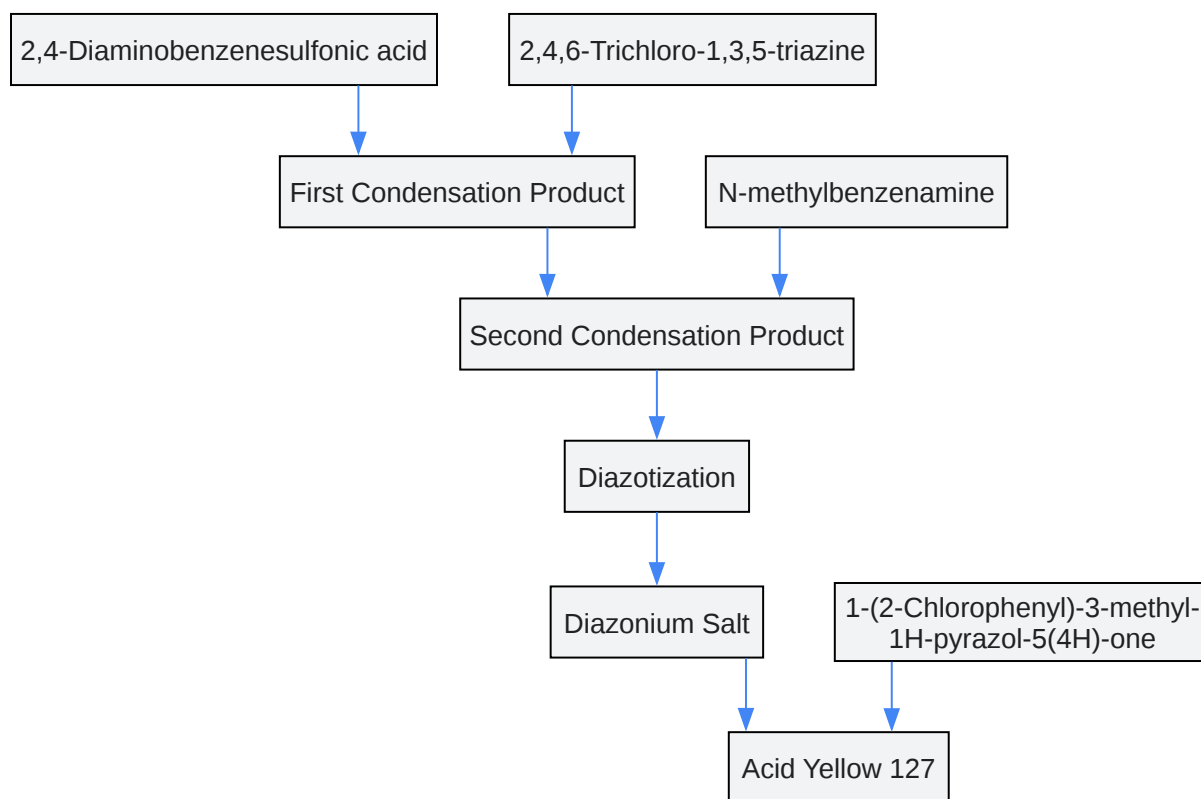 2,4-Diaminobenzenesulfonic acid
2,4,6-Trichloro-1,3,5-triazine
First Condensation Product
N-methylbenzenamine
Second Condensation Product
Diazotization
Diazonium Salt
1-(2-Chlorophenyl)-3-methyl-
1H-pyrazol-5(4H)-one
Acid Yellow 127